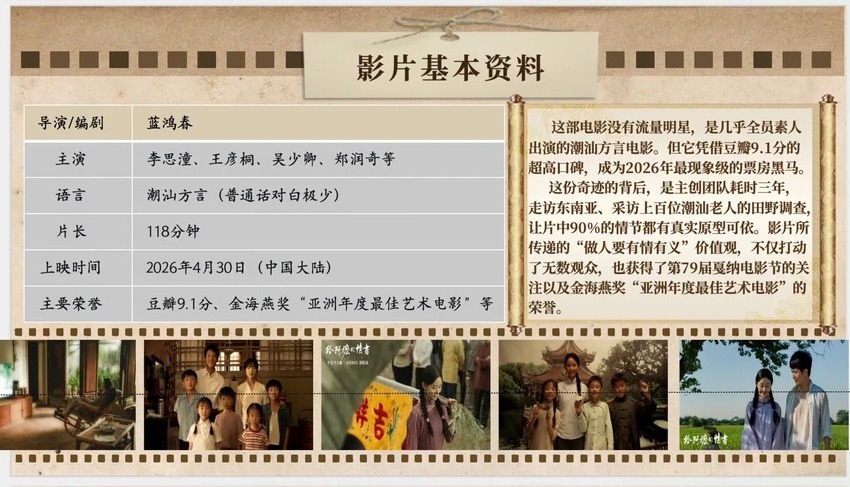 影片基本资料
导演/编剧 蓝鸿春
主演 李思潼、王彦桐、吴少卿、郑润奇等
语言 潮汕方言（普通话对白极少）
片长 118分钟
上映时间 2026年4月30日（中国大陆）
主要荣誉 豆瓣9.1分、金海燕奖“亚洲年度最佳艺术电影”等
这部电影没有流量明星，是几乎全员素人
出演的潮汕方言电影。但它凭借豆瓣9.1分的
超高口碑，成为2026年最现象级的票房黑马。
这份奇迹的背后，是主创团队耗时三年，
走访东南亚、采访上百位潮汕老人的田野调查，
让片中90%的情节都有真实原型可依。影片所
传递的“做人要有情有义”价值观，不仅打动
了无数观众，也获得了第79届戛纳电影节的关
注以及金海燕奖“亚洲年度最佳艺术电影”的
荣誉。
给阿嬷的情书
吉
给阿嬷的情书